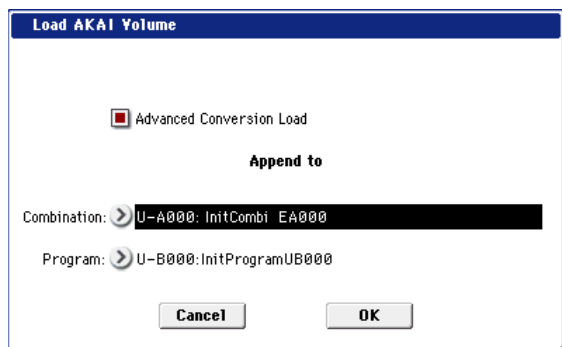 Load AKAI Volume
Advanced Conversion Load
Append to
Combination: U-A000: InitCombi EA000
Program: U-B000:InitProgramUB000
Cancel OK